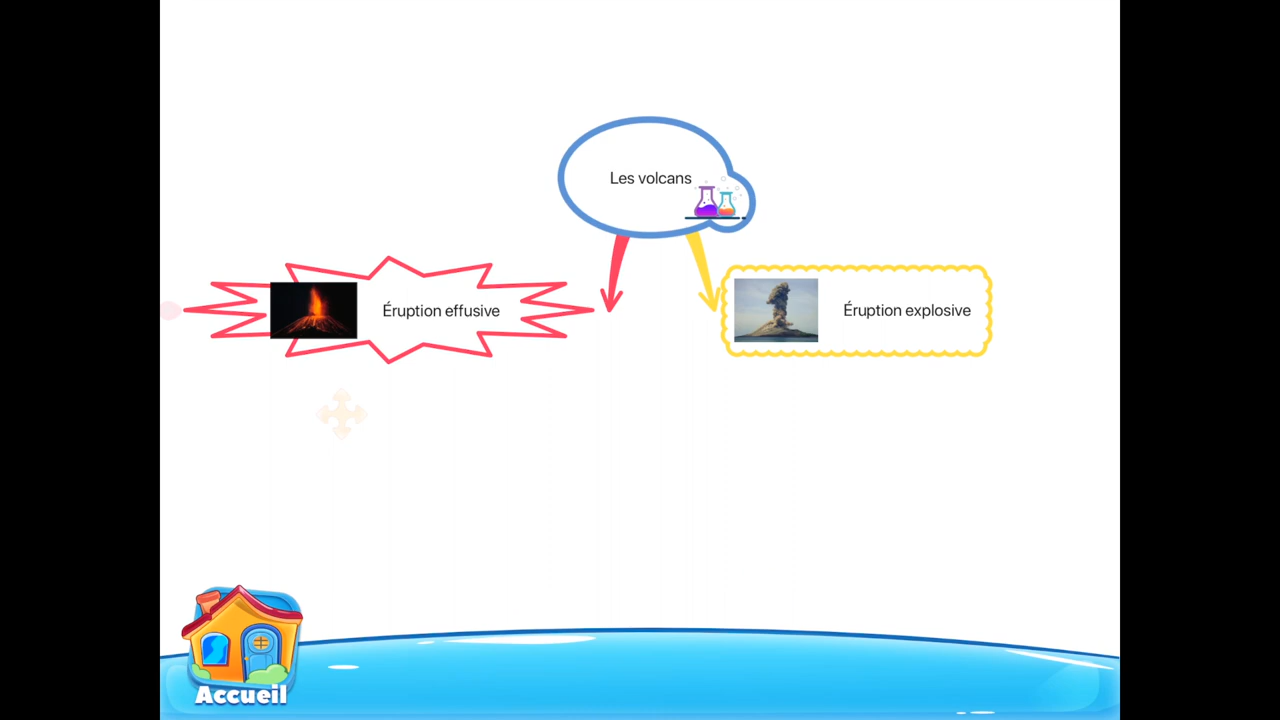 Les volcans
Éruption effusive
Éruption explosive
Accueil